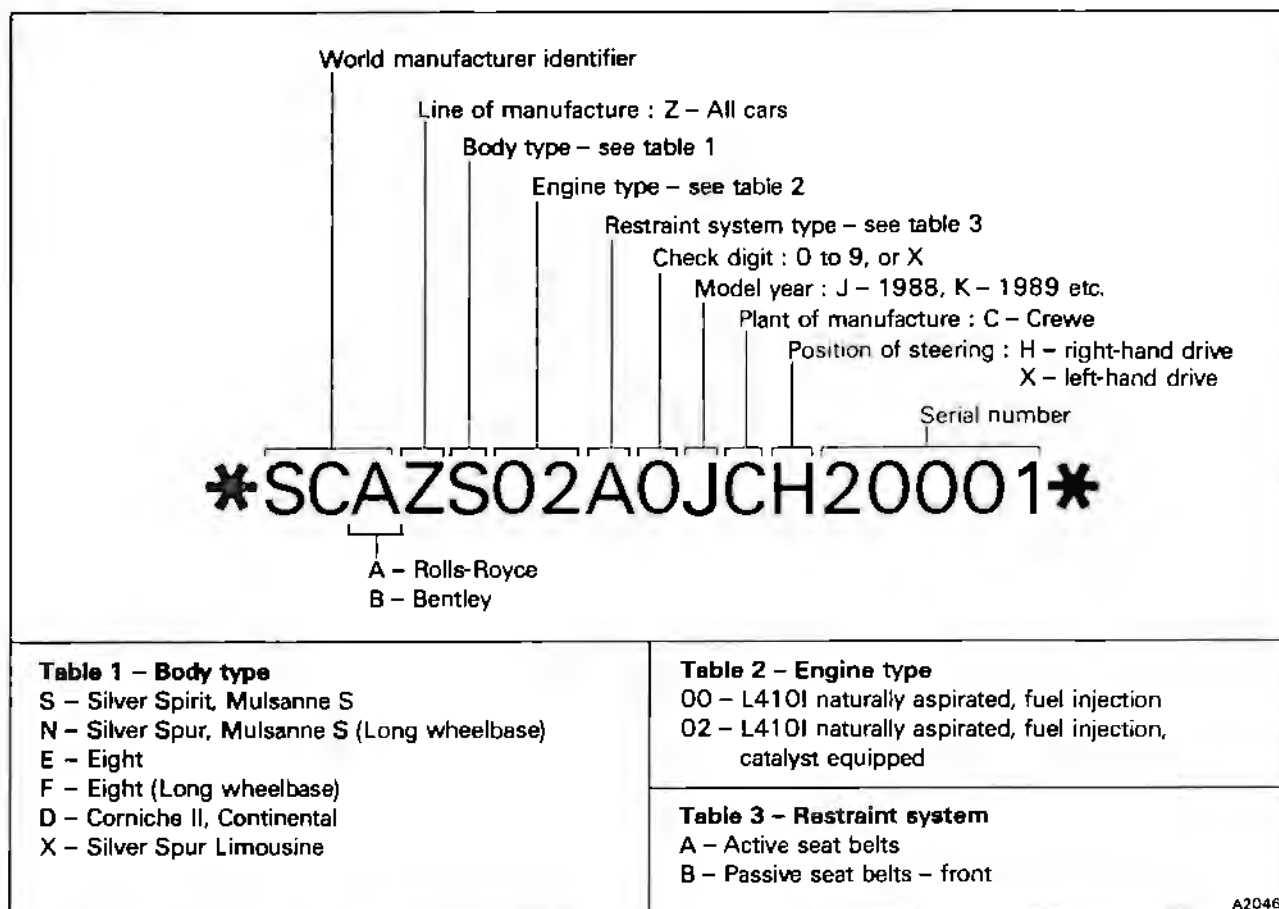 World manufacturer identifier
Line of manufacture : Z – All cars
Body type – see table 1
Engine type – see table 2
Restraint system type – see table 3
Check digit : 0 to 9, or X
Model year : J – 1988, K – 1989 etc.
Plant of manufacture : C – Crewe
Position of steering : H – right-hand drive
X – left-hand drive
Serial number
*SCAZS02A0JCH20001*
A – Rolls-Royce
B – Bentley
Table 1 – Body type
S – Silver Spirit, Mulsanne S
N – Silver Spur, Mulsanne S (Long wheelbase)
E – Eight
F – Eight (Long wheelbase)
D – Corniche II, Continental
X – Silver Spur Limousine
Table 2 – Engine type
00 – L410I naturally aspirated, fuel injection
02 – L410I naturally aspirated, fuel injection,
catalyst equipped
Table 3 – Restraint system
A – Active seat belts
B – Passive seat belts – front
A2046